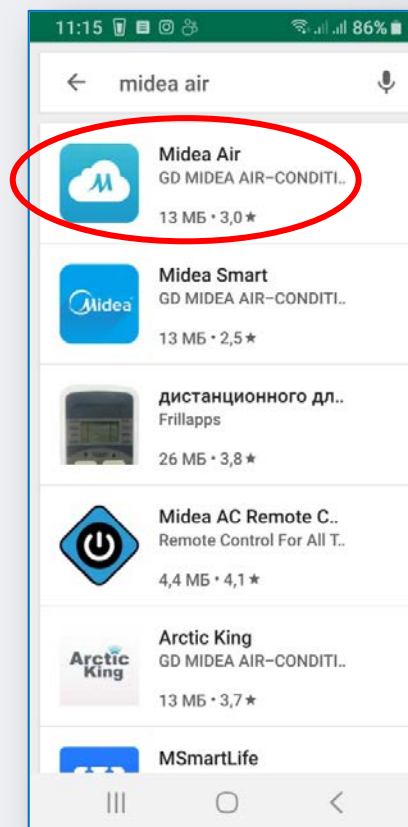 11:15 86%
midea air
Midea Air
GD MIDEA AIR-CONDITI..
13 МБ • 3,0 ★
Midea
Midea Smart
GD MIDEA AIR-CONDITI..
13 МБ • 2,5 ★
дистанционного дл..
Frillapps
26 МБ • 3,8 ★
Midea AC Remote C..
Remote Control For All T..
4,4 МБ • 4,1 ★
Arctic
King
Arctic King
GD MIDEA AIR-CONDITI..
13 МБ • 3,7 ★
MSmartLife